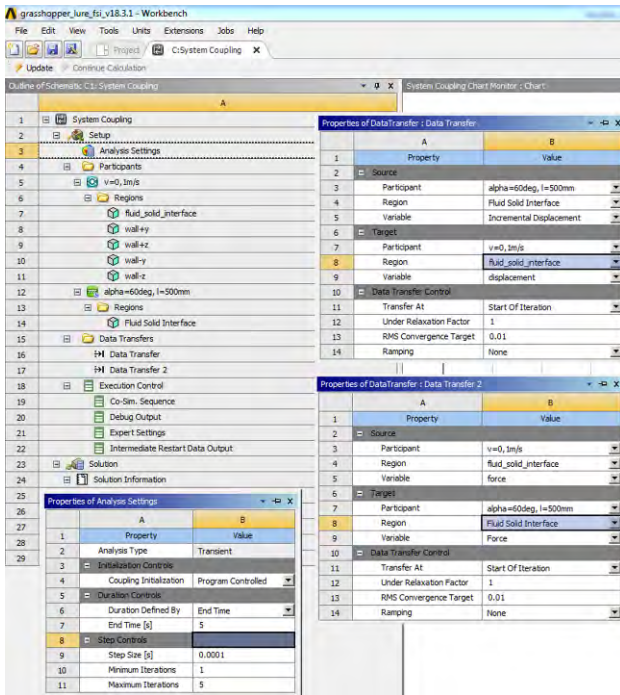 grasshopper_lure_fsi_v18.3.1 - Workbench
File Edit View Tools Units Extensions Jobs Help
Project C:System Coupling X
Update Continue Calculation
Outline of Schematic C1: System Coupling
System Coupling Chart Monitor : Chart
A
1 System Coupling
2 Setup
3 Analysis Settings
4 Participants
5 v=0,1m/s
6 Regions
7 fluid_solid_interface
8 wall+y
9 wall+z
10 wall-y
11 wall-z
12 alpha=60deg, l=500mm
13 Regions
14 Fluid Solid Interface
15 Data Transfers
16 Data Transfer
17 Data Transfer 2
18 Execution Control
19 Co-Sim. Sequence
20 Debug Output
21 Expert Settings
22 Intermediate Restart Data Output
23 Solution
24 Solution Information
25
26
27
28
29
Properties of DataTransfer : Data Transfer
A B
1 Property Value
2 Source
3 Participant alpha=60deg, l=500mm
4 Region Fluid Solid Interface
5 Variable Incremental Displacement
6 Target
7 Participant v=0,1m/s
8 Region fluid_solid_interface
9 Variable displacement
10 Data Transfer Control
11 Transfer At Start Of Iteration
12 Under Relaxation Factor 1
13 RMS Convergence Target 0.01
14 Ramping None
Properties of DataTransfer : Data Transfer 2
A B
1 Property Value
2 Source
3 Participant v=0,1m/s
4 Region fluid_solid_interface
5 Variable force
6 Target
7 Participant alpha=60deg, l=500mm
8 Region Fluid Solid Interface
9 Variable Force
10 Data Transfer Control
11 Transfer At Start Of Iteration
12 Under Relaxation Factor 1
13 RMS Convergence Target 0.01
14 Ramping None
Properties of Analysis Settings
A B
1 Property Value
2 Analysis Type Transient
3 Initialization Controls
4 Coupling Initialization Program Controlled
5 Duration Controls
6 Duration Defined By End Time
7 End Time [s] 5
8 Step Controls
9 Step Size [s] 0.0001
10 Minimum Iterations 1
11 Maximum Iterations 5